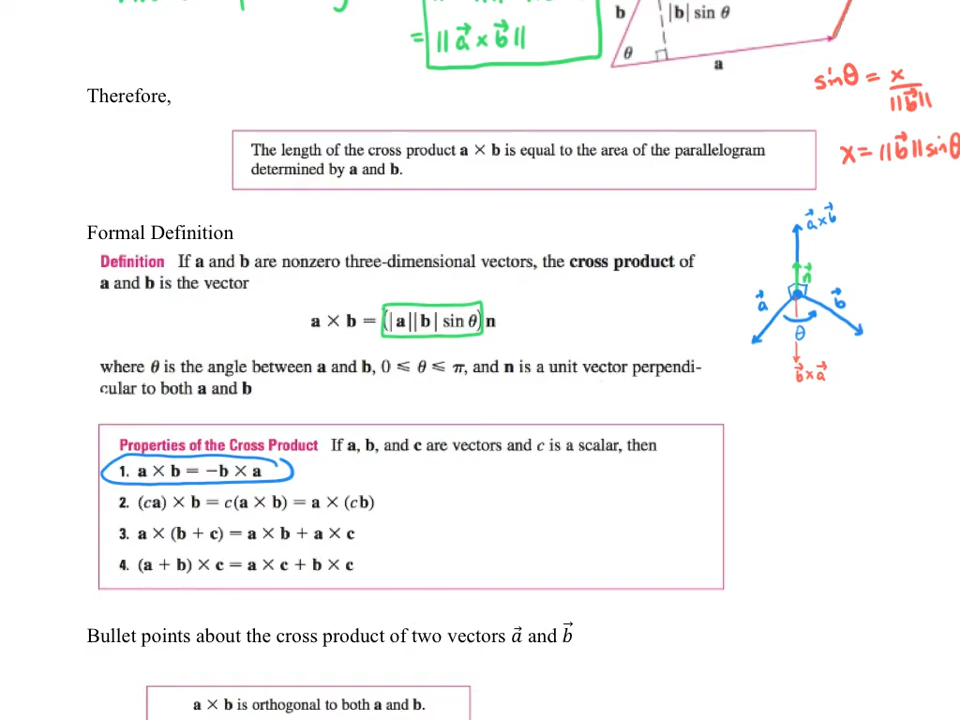 b
|b| sin θ
= ||a⃗ x b⃗||
θ
a
sinθ = x / ||b⃗||
Therefore,
x = ||b⃗|| sinθ
The length of the cross product a × b is equal to the area of the parallelogram
determined by a and b.
Formal Definition
a⃗xb⃗
Definition If a and b are nonzero three-dimensional vectors, the cross product of
a and b is the vector
n⃗
a⃗
b⃗
a × b = (|a||b| sin θ) n
θ
where θ is the angle between a and b, 0 ⩽ θ ⩽ π, and n is a unit vector perpendi-
cular to both a and b
b⃗xa⃗
Properties of the Cross Product If a, b, and c are vectors and c is a scalar, then
1. a × b = −b × a
2. (ca) × b = c(a × b) = a × (cb)
3. a × (b + c) = a × b + a × c
4. (a + b) × c = a × c + b × c
Bullet points about the cross product of two vectors a⃗ and b⃗
a × b is orthogonal to both a and b.